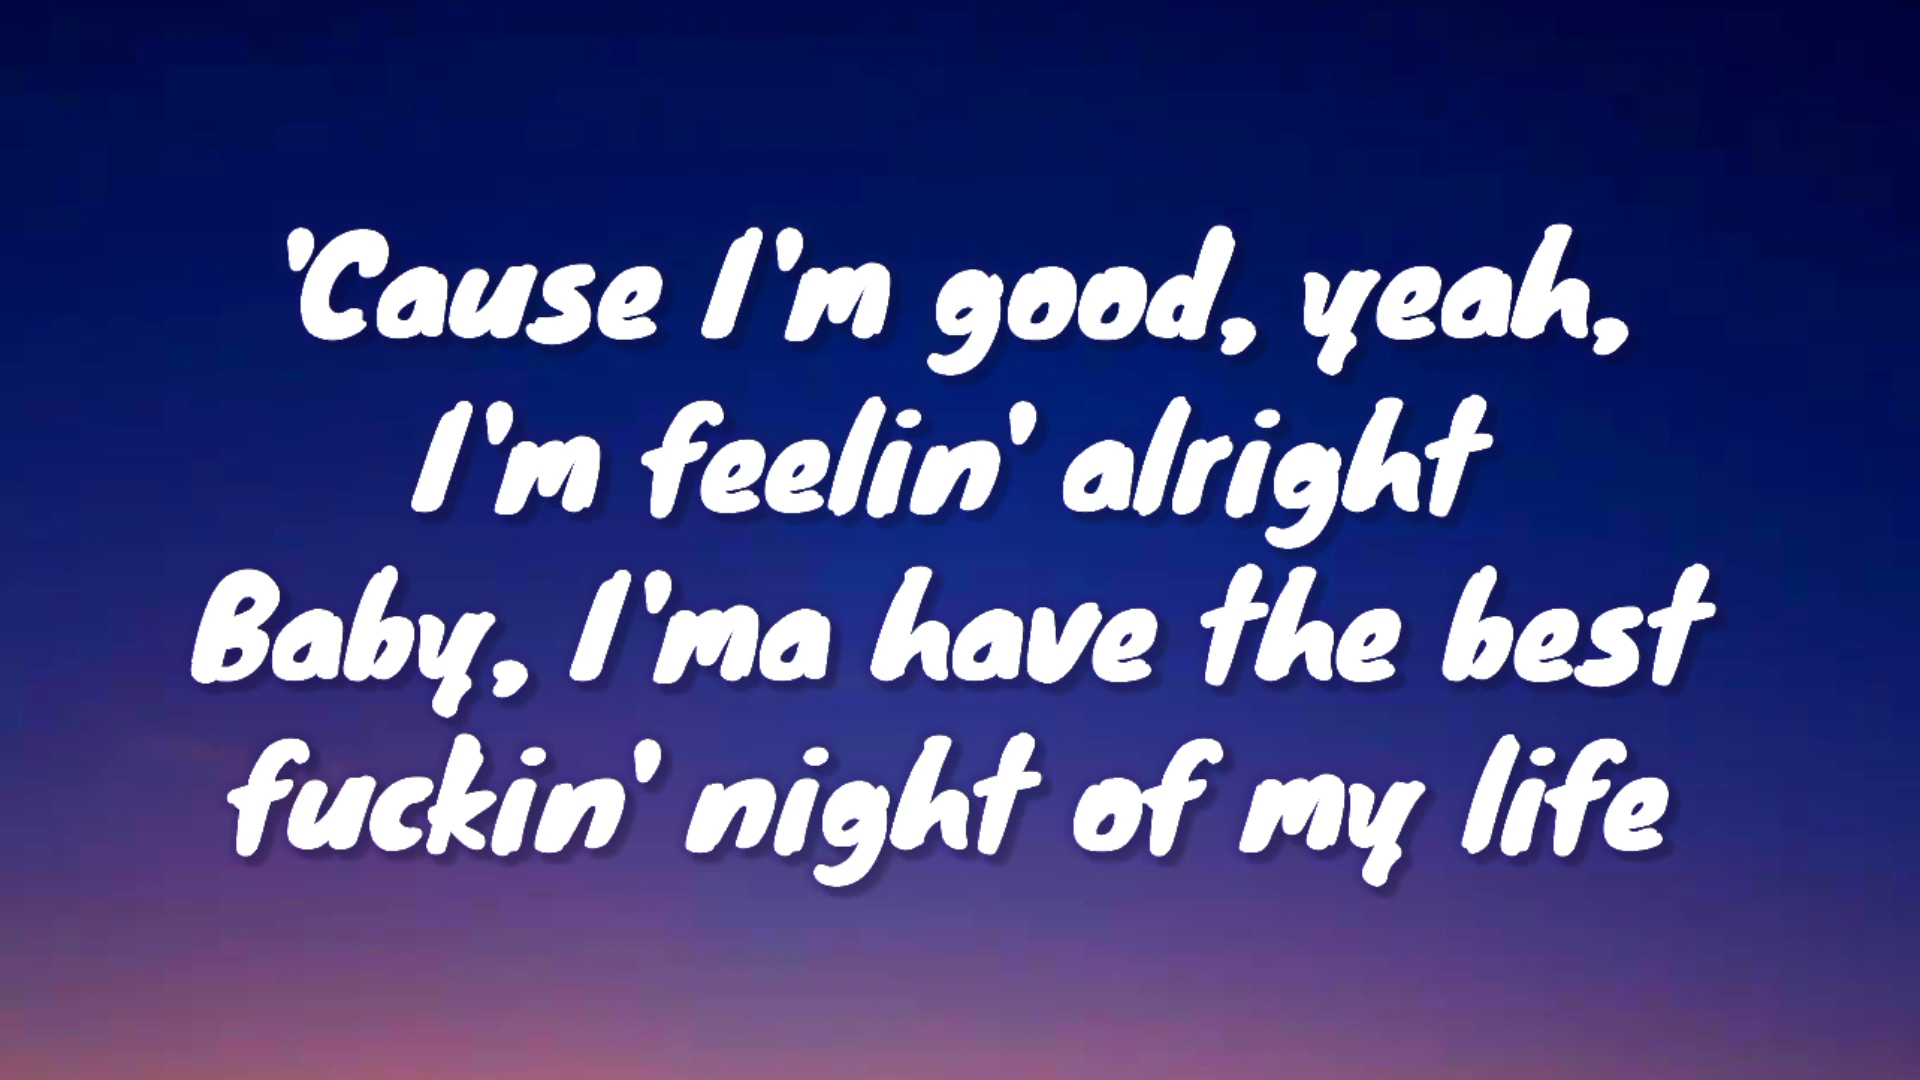 'Cause I'm good, yeah,
I'm feelin' alright
Baby, I'ma have the best
fuckin' night of my life